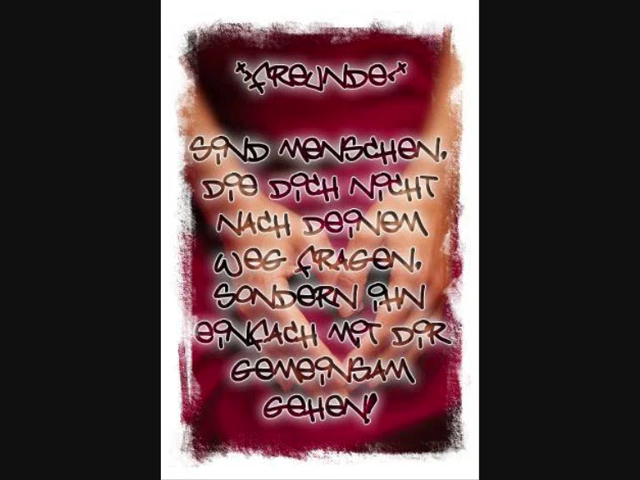 *FREUNDE*
SIND MENSCHEN,
DIE DICH NICHT
NACH DEINEM
WEG FRAGEN,
SONDERN IHN
EINFACH MIT DIR
GEMEINSAM
GEHEN!